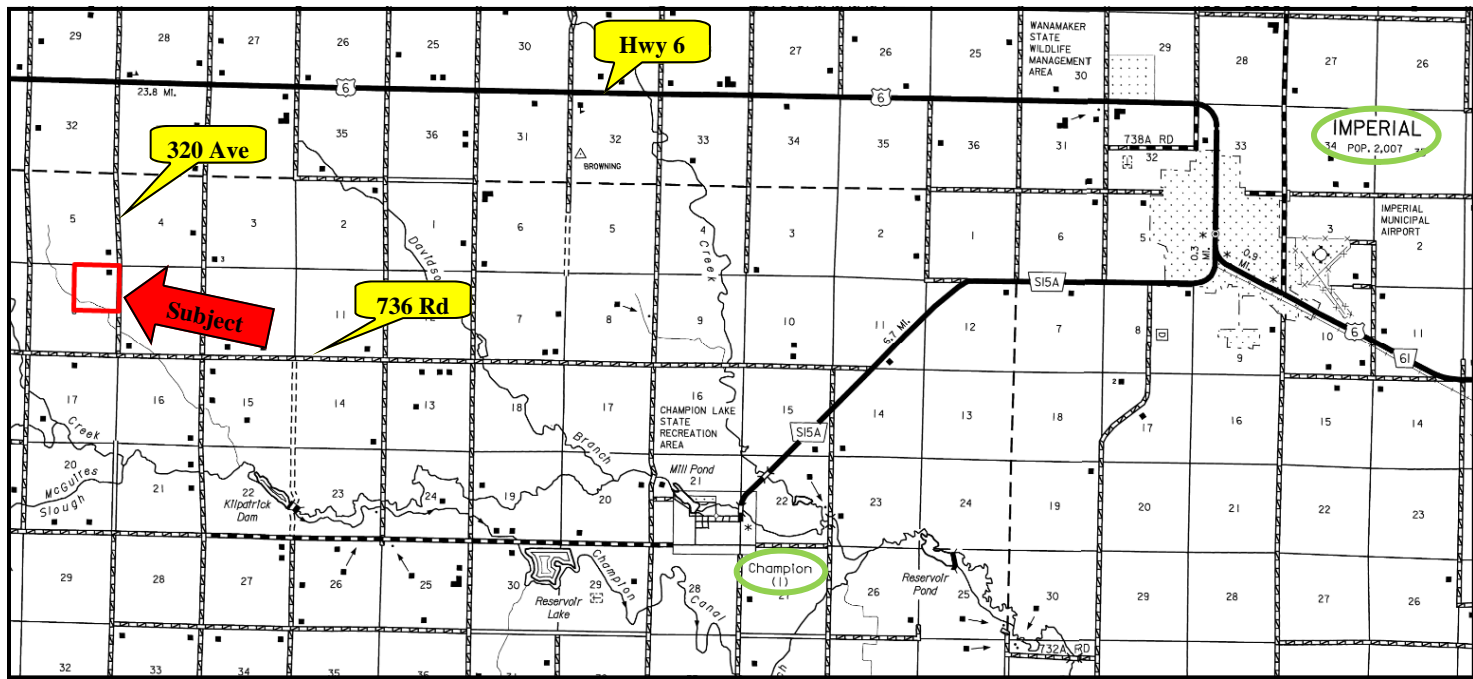 29 28 27 26 25 30 27 26 25
WANAMAKER
STATE
WILDLIFE
MANAGEMENT
AREA 30
29 28 27 26
Hwy 6
6
6
23.8 MI.
32 35 36 31 32 33 34 35 36 31
320 Ave
BROWNING
738A RD
32 33
IMPERIAL
POP. 2,007
34
5 4 3 2 1 6 5 4 3 2 1 6 5
Davidson
Creek
IMPERIAL
MUNICIPAL
AIRPORT
3 2
3
0.3
MI.
0.9
MI.
S15A
Subject
736 Rd
11 7 8 9 10 11 12 7 8 9 10 11
5.7 MI.
6
61
17 16 15 14 13 18 17 16 15 14 13 18 17 16 15 14
2
CHAMPION LAKE
STATE
RECREATION
AREA
S15A
Creek
Branch
Mill Pond
20 21 22 23 24 19 20 21 22 23 24 19 20 21 22 23
McGuires
Slough
Kilpatrick
Dam
29 28 27 26 25 30 29 28 26 25 30 29 28 27 26
Champion
(1)
21
Reservoir
Lake
Champion
Canal
Reservoir
Pond
732A RD
32 33 34 35